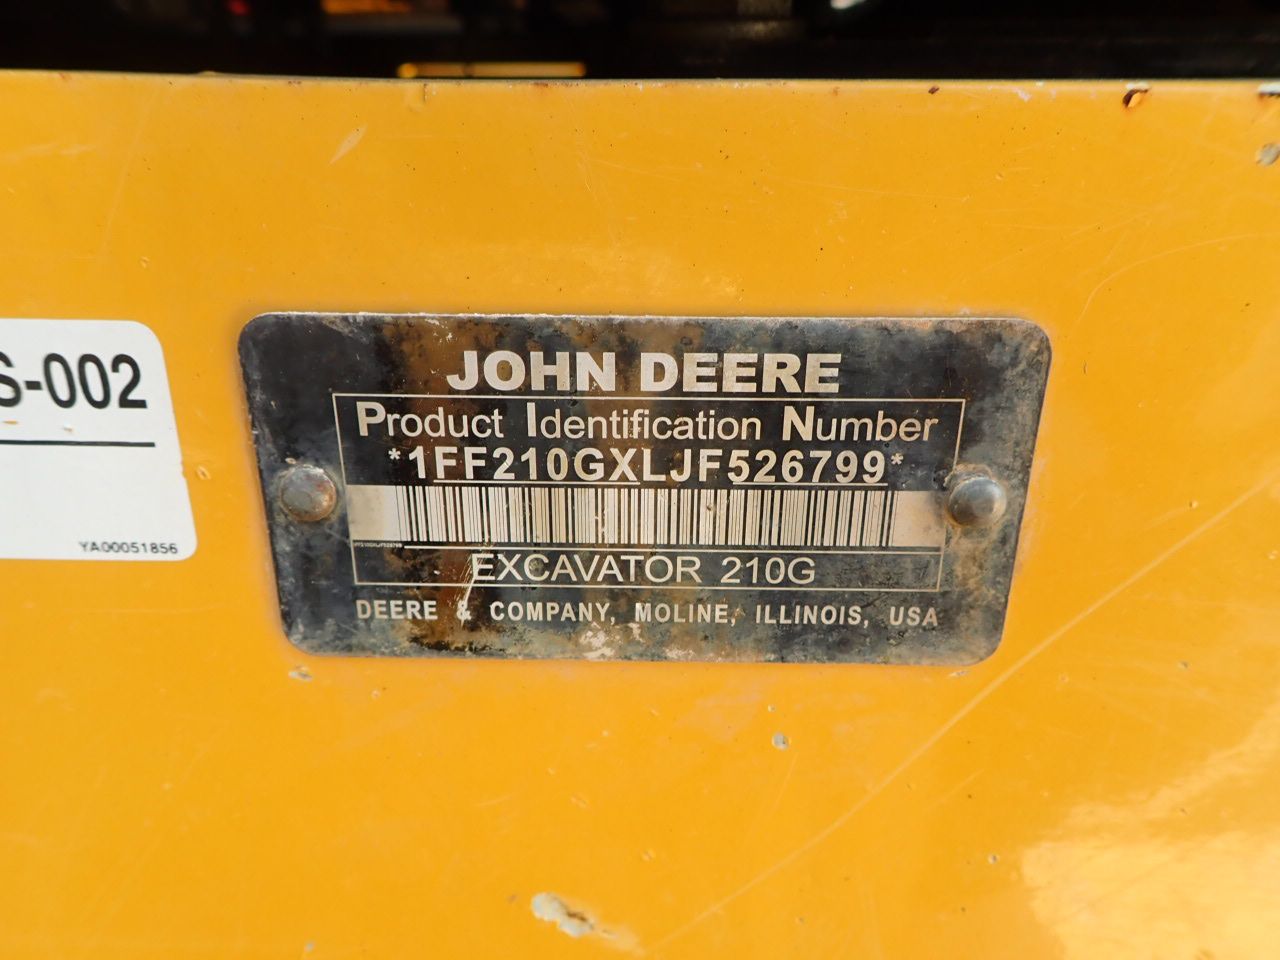 S-002
YA00051856
JOHN DEERE
Product Identification Number
*1FF210GXLJF526799*
EXCAVATOR 210G
DEERE & COMPANY, MOLINE, ILLINOIS, USA